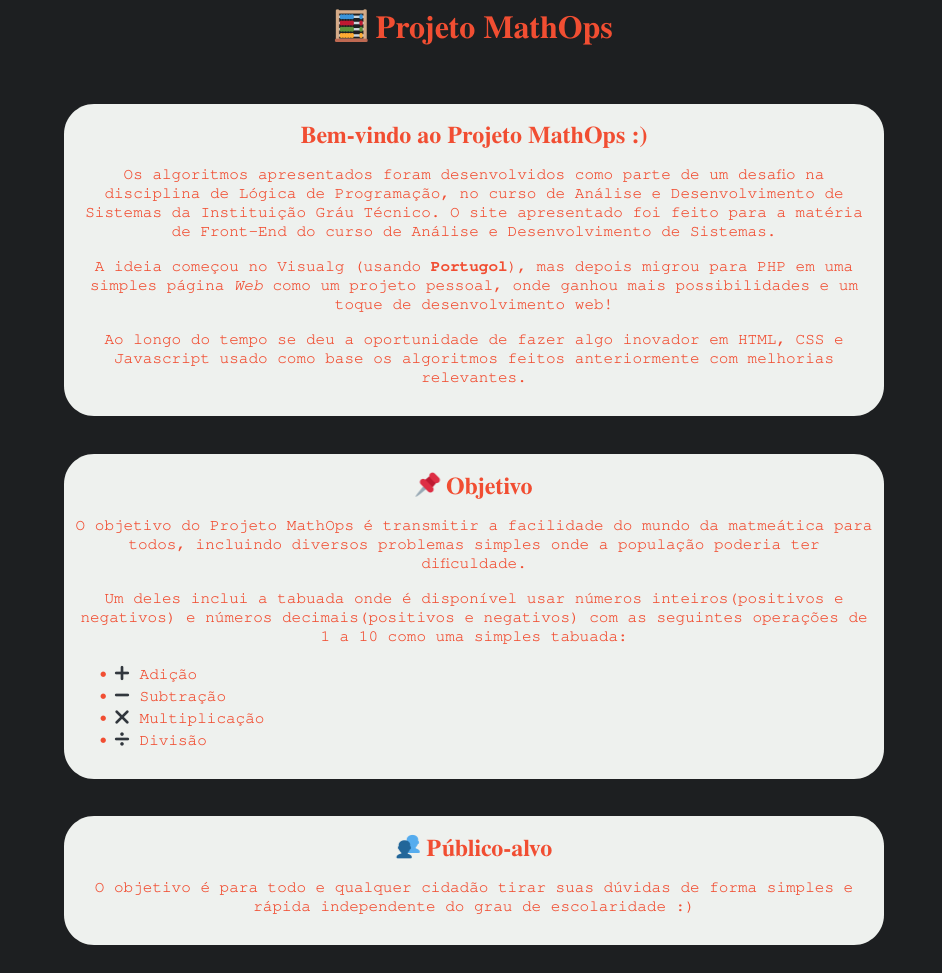 🧮 Projeto MathOps
Bem-vindo ao Projeto MathOps :)
Os algoritmos apresentados foram desenvolvidos como parte de um desafio na
disciplina de Lógica de Programação, no curso de Análise e Desenvolvimento de
Sistemas da Instituição Gráu Técnico. O site apresentado foi feito para a matéria
de Front-End do curso de Análise e Desenvolvimento de Sistemas.
A ideia começou no Visualg (usando Portugol), mas depois migrou para PHP em uma
simples página Web como um projeto pessoal, onde ganhou mais possibilidades e um
toque de desenvolvimento web!
Ao longo do tempo se deu a oportunidade de fazer algo inovador em HTML, CSS e
Javascript usado como base os algoritmos feitos anteriormente com melhorias
relevantes.
📌 Objetivo
O objetivo do Projeto MathOps é transmitir a facilidade do mundo da matmeática para
todos, incluindo diversos problemas simples onde a população poderia ter
dificuldade.
Um deles inclui a tabuada onde é disponível usar números inteiros(positivos e
negativos) e números decimais(positivos e negativos) com as seguintes operações de
1 a 10 como uma simples tabuada:
• ➕ Adição
• ➖ Subtração
• ✖ Multiplicação
• ➗ Divisão
👥 Público-alvo
O objetivo é para todo e qualquer cidadão tirar suas dúvidas de forma simples e
rápida independente do grau de escolaridade :)